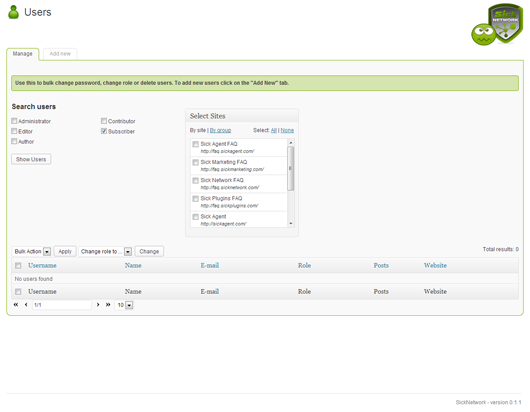 Users
Sick
NETWORK
Manage
Add new
Use this to bulk change password, change role or delete users. To add new users click on the "Add New" tab.
Search users
Administrator
Contributor
Editor
Subscriber
Author
Show Users
Select Sites
By site | By group
Select: All | None
Sick Agent FAQ
http://faq.sickagent.com/
Sick Marketing FAQ
http://faq.sickmarketing.com/
Sick Network FAQ
http://faq.sicknetwork.com/
Sick Plugins FAQ
http://faq.sickplugins.com/
Sick Agent
http://sickagent.com/
Bulk Action
Apply
Change role to ...
Change
Total results: 0
Username Name E-mail Role Posts Website
No users found
Username Name E-mail Role Posts Website
1/1
10
SickNetwork - version 0.1.1